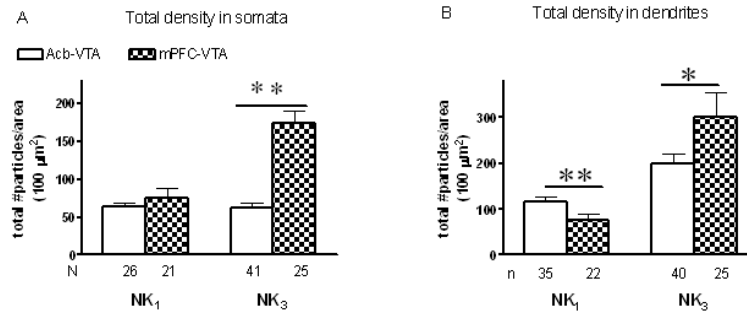 A Total density in somata
Acb-VTA mPFC-VTA
**
total #particles/area
(100 µm²)
200
150
100
50
0
N 26 21 41 25
NK₁ NK₃
B Total density in dendrites
*
**
total #particles/area
(100 µm²)
300
200
100
0
n 35 22 40 25
NK₁ NK₃